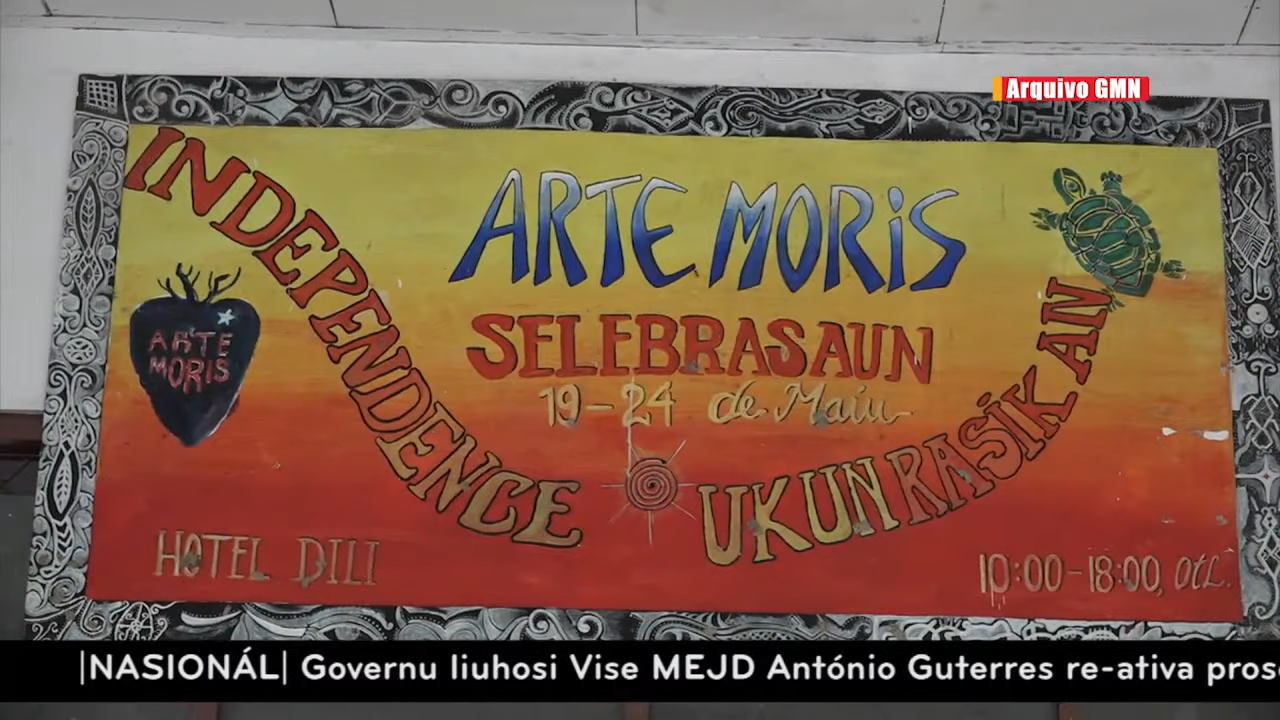 Arquivo GMN
INDEPENDENCE
ARTE MORiS
SELEBRASAUN
19-24 de Maiu
UKUN RASIK AN
ARTE
MORIS
HOTEL DILI
10:00-18:00, OtL.
|NASIONÁL| Governu liuhosi Vise MEJD António Guterres re-ativa